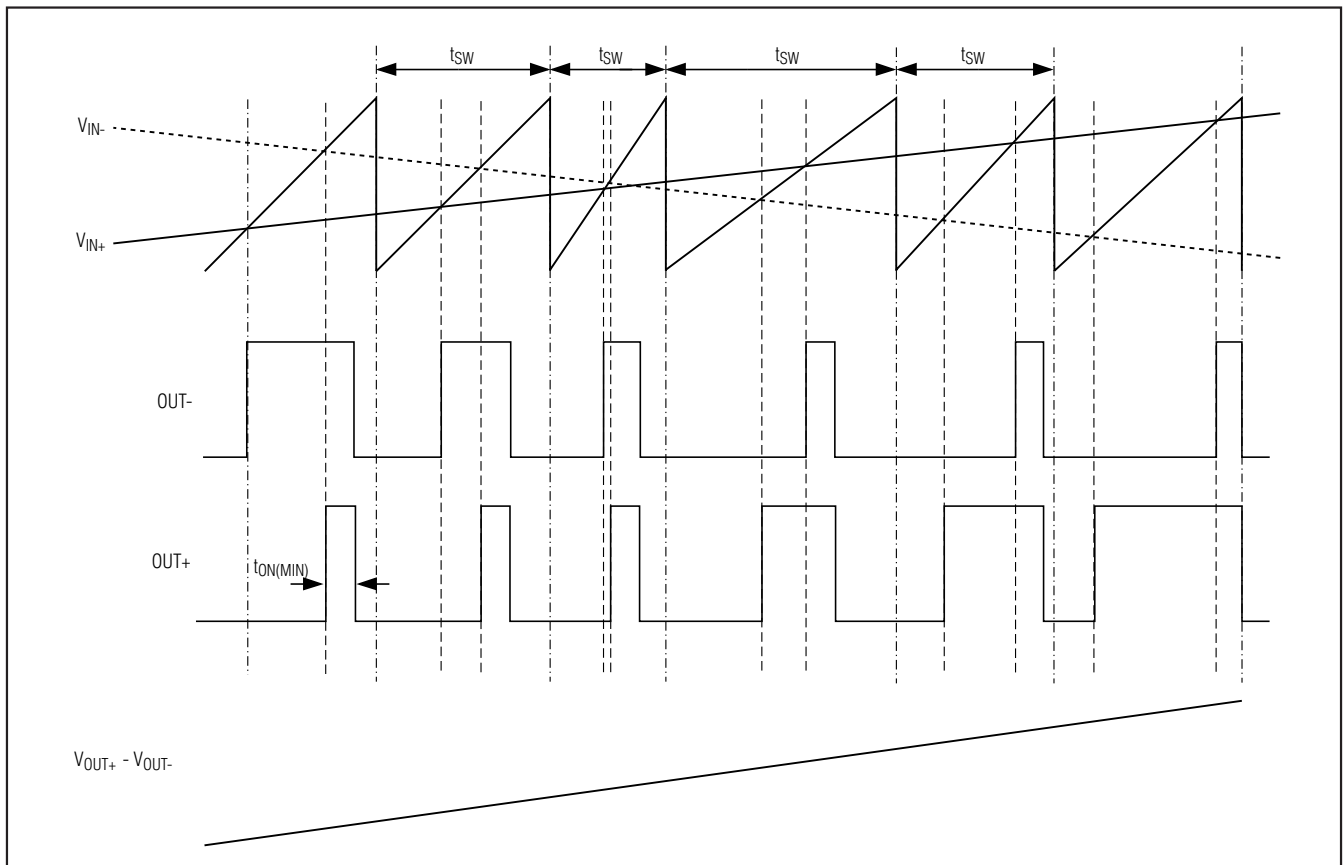 tSW tSW tSW tSW
VIN-
VIN+
OUT-
OUT+
tON(MIN)
VOUT+ - VOUT-